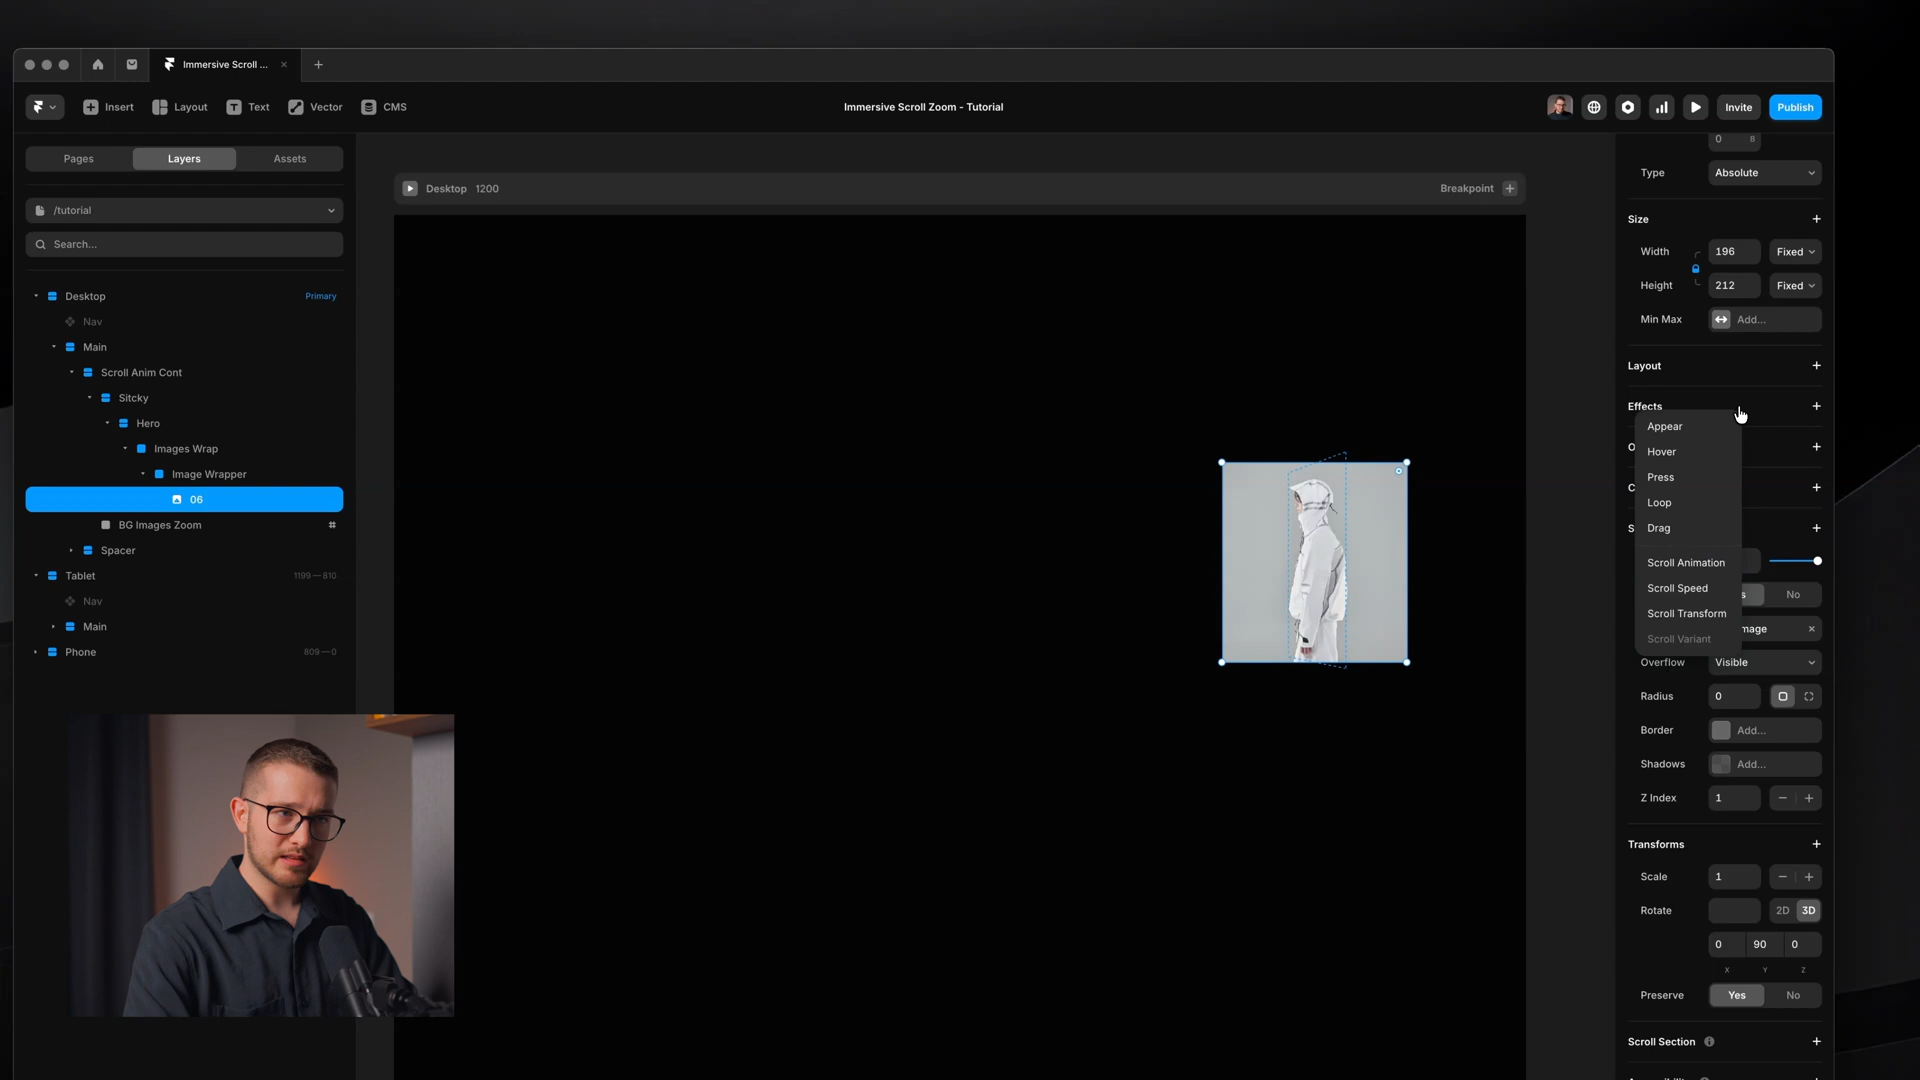 Immersive Scroll ...
Insert
Layout
Text
Vector
CMS
Immersive Scroll Zoom - Tutorial
Invite
Publish
Pages
Layers
Assets
/tutorial
Search...
Desktop
Primary
Nav
Main
Scroll Anim Cont
Sitcky
Hero
Images Wrap
Image Wrapper
06
BG Images Zoom
Spacer
Tablet
1199 — 810
Nav
Main
Phone
809 — 0
Desktop 1200
Breakpoint
0 B
Type Absolute
Size
Width 196 Fixed
Height 212 Fixed
Min Max Add...
Layout
Effects
Appear
Hover
Press
Loop
Drag
Scroll Animation
Scroll Speed
Scroll Transform
Scroll Variant
O
C
S
s No
mage
Overflow Visible
Radius 0
Border Add...
Shadows Add...
Z Index 1
Transforms
Scale 1
Rotate 2D 3D
0 90 0
X Y Z
Preserve Yes No
Scroll Section